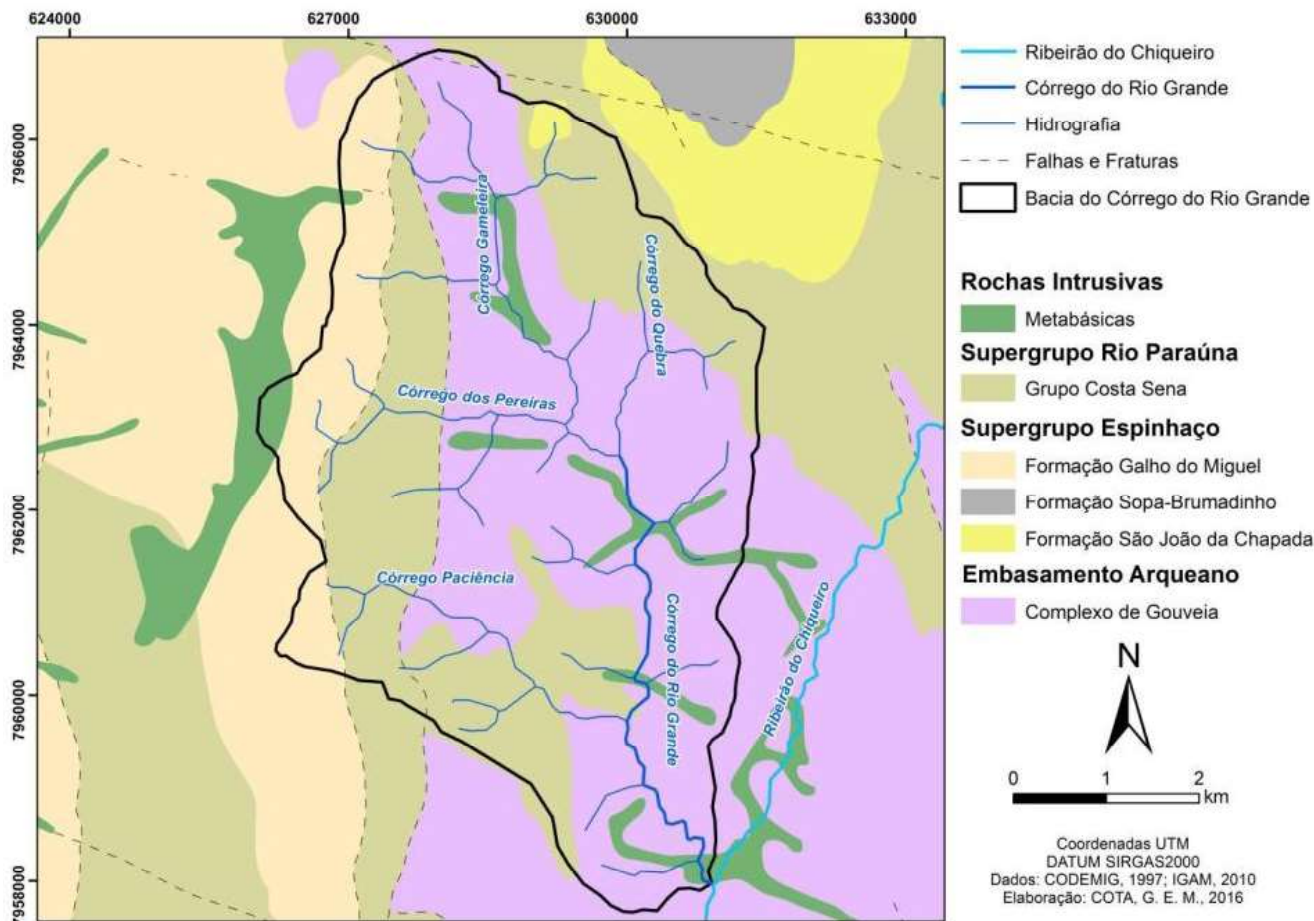 624000
627000
630000
633000
7966000
7964000
7962000
7960000
7958000
Córrego Gameleira
Córrego do Quebra
Córrego dos Pereiras
Córrego Paciência
Córrego do Rio Grande
Ribeirão do Chiqueiro
Ribeirão do Chiqueiro
Córrego do Rio Grande
Hidrografia
Falhas e Fraturas
Bacia do Córrego do Rio Grande
Rochas Intrusivas
Metabásicas
Supergrupo Rio Paraúna
Grupo Costa Sena
Supergrupo Espinhaço
Formação Galho do Miguel
Formação Sopa-Brumadinho
Formação São João da Chapada
Embasamento Arqueano
Complexo de Gouveia
N
0 1 2
km
Coordenadas UTM
DATUM SIRGAS2000
Dados: CODEMIG, 1997; IGAM, 2010
Elaboração: COTA, G. E. M., 2016